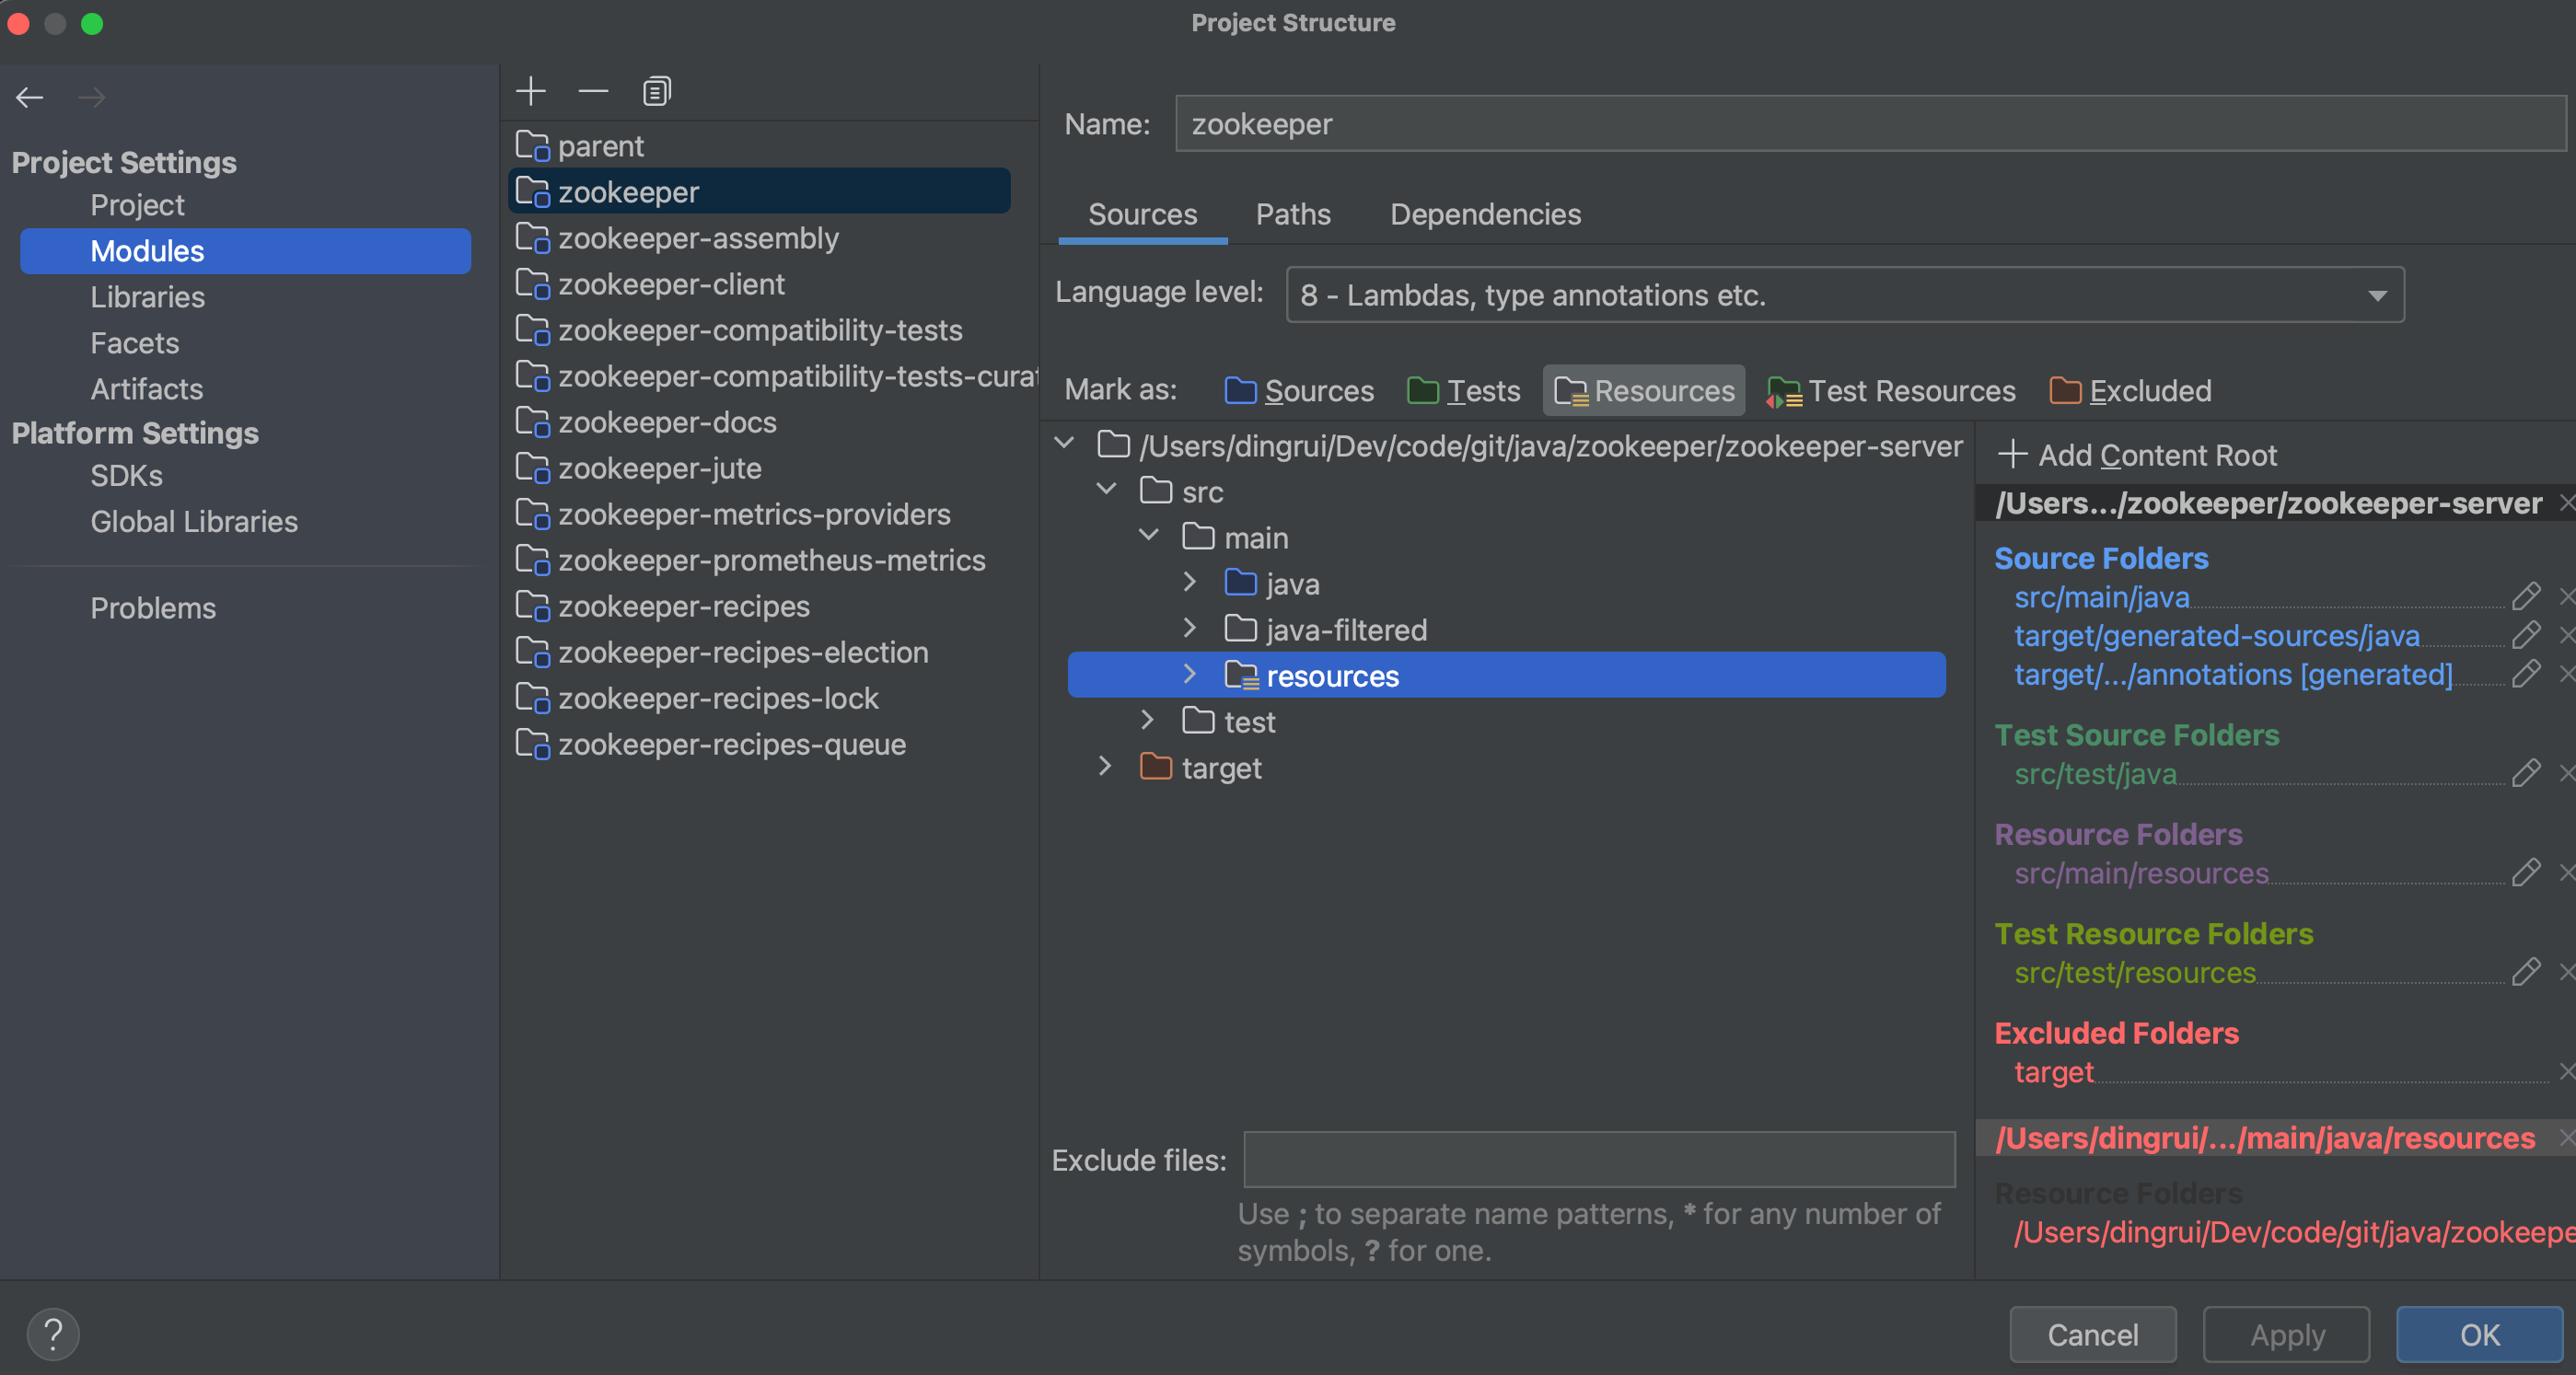 Project Structure
Project Settings
Project
Modules
Libraries
Facets
Artifacts
Platform Settings
SDKs
Global Libraries
Problems
parent
zookeeper
zookeeper-assembly
zookeeper-client
zookeeper-compatibility-tests
zookeeper-compatibility-tests-curat
zookeeper-docs
zookeeper-jute
zookeeper-metrics-providers
zookeeper-prometheus-metrics
zookeeper-recipes
zookeeper-recipes-election
zookeeper-recipes-lock
zookeeper-recipes-queue
Name: zookeeper
Sources Paths Dependencies
Language level: 8 - Lambdas, type annotations etc.
Mark as: Sources Tests Resources Test Resources Excluded
/Users/dingrui/Dev/code/git/java/zookeeper/zookeeper-server
src
main
java
java-filtered
resources
test
target
Exclude files:
Use ; to separate name patterns, * for any number of
symbols, ? for one.
Add Content Root
/Users.../zookeeper/zookeeper-server
Source Folders
src/main/java
target/generated-sources/java
target/.../annotations [generated]
Test Source Folders
src/test/java
Resource Folders
src/main/resources
Test Resource Folders
src/test/resources
Excluded Folders
target
/Users/dingrui/.../main/java/resources
Resource Folders
/Users/dingrui/Dev/code/git/java/zookeepe
?
Cancel Apply OK